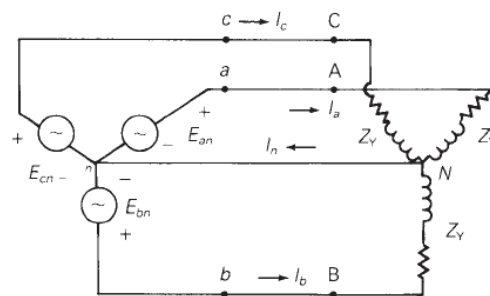 c → I_c C
a A
+ → I_a
+ E_an − Z_Y Z
E_cn − n I_n ← N
−
E_bn Z_Y
+
b → I_b B